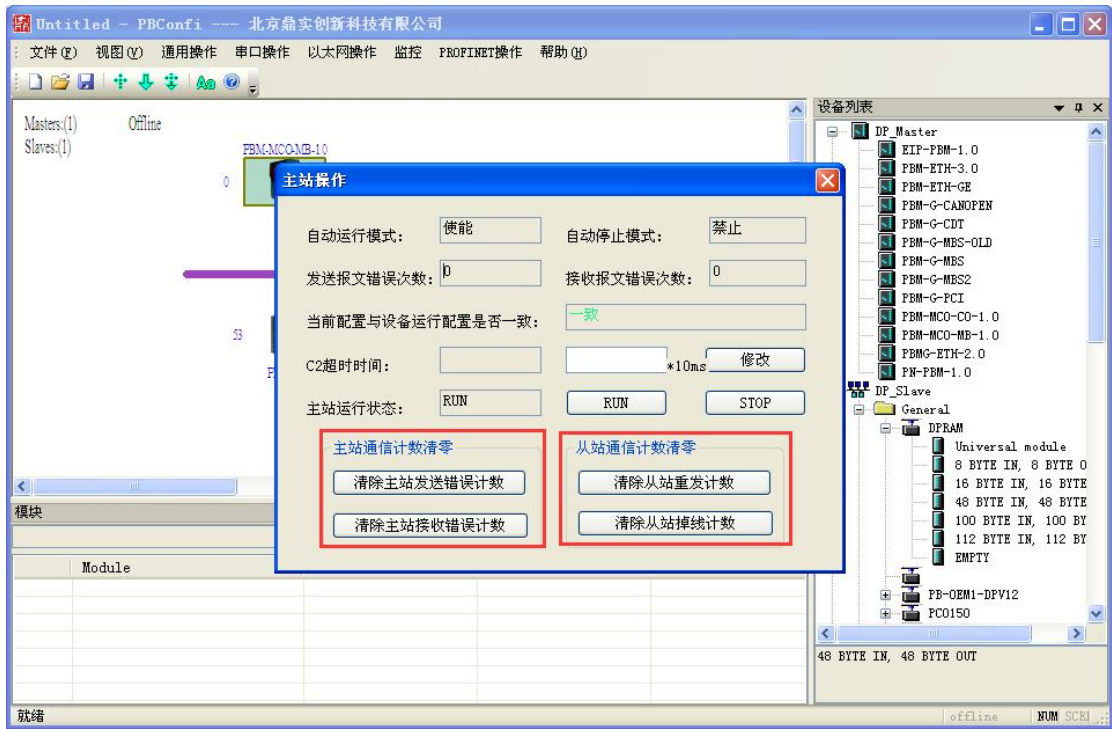 Untitled - PBConfi --- 北京鼎实创新科技有限公司
文件(F) 视图(V) 通用操作 串口操作 以太网操作 监控 PROFINET操作 帮助(H)
Masters:(1) Offline
Slaves:(1)
PBM-MCO-MB-10
0
53
主站操作
自动运行模式: 使能 自动停止模式: 禁止
发送报文错误次数: 0 接收报文错误次数: 0
当前配置与设备运行配置是否一致: 一致
C2超时时间: *10ms 修改
主站运行状态: RUN RUN STOP
主站通信计数清零 从站通信计数清零
清除主站发送错误计数 清除从站重发计数
清除主站接收错误计数 清除从站掉线计数
模块
Module
设备列表
DP_Master
EIP-PBM-1.0
PBM-ETH-3.0
PBM-ETH-GE
PBM-G-CANOPEN
PBM-G-CDT
PBM-G-MBS-OLD
PBM-G-MBS
PBM-G-MBS2
PBM-G-PCI
PBM-MCO-CO-1.0
PBM-MCO-MB-1.0
PBMG-ETH-2.0
PN-PBM-1.0
DP_Slave
General
DPRAM
Universal module
8 BYTE IN, 8 BYTE O
16 BYTE IN, 16 BYTE
48 BYTE IN, 48 BYTE
100 BYTE IN, 100 BY
112 BYTE IN, 112 BY
EMPTY
PB-OEM1-DPV12
PCO150
48 BYTE IN, 48 BYTE OUT
就绪 offline NUM SCRL